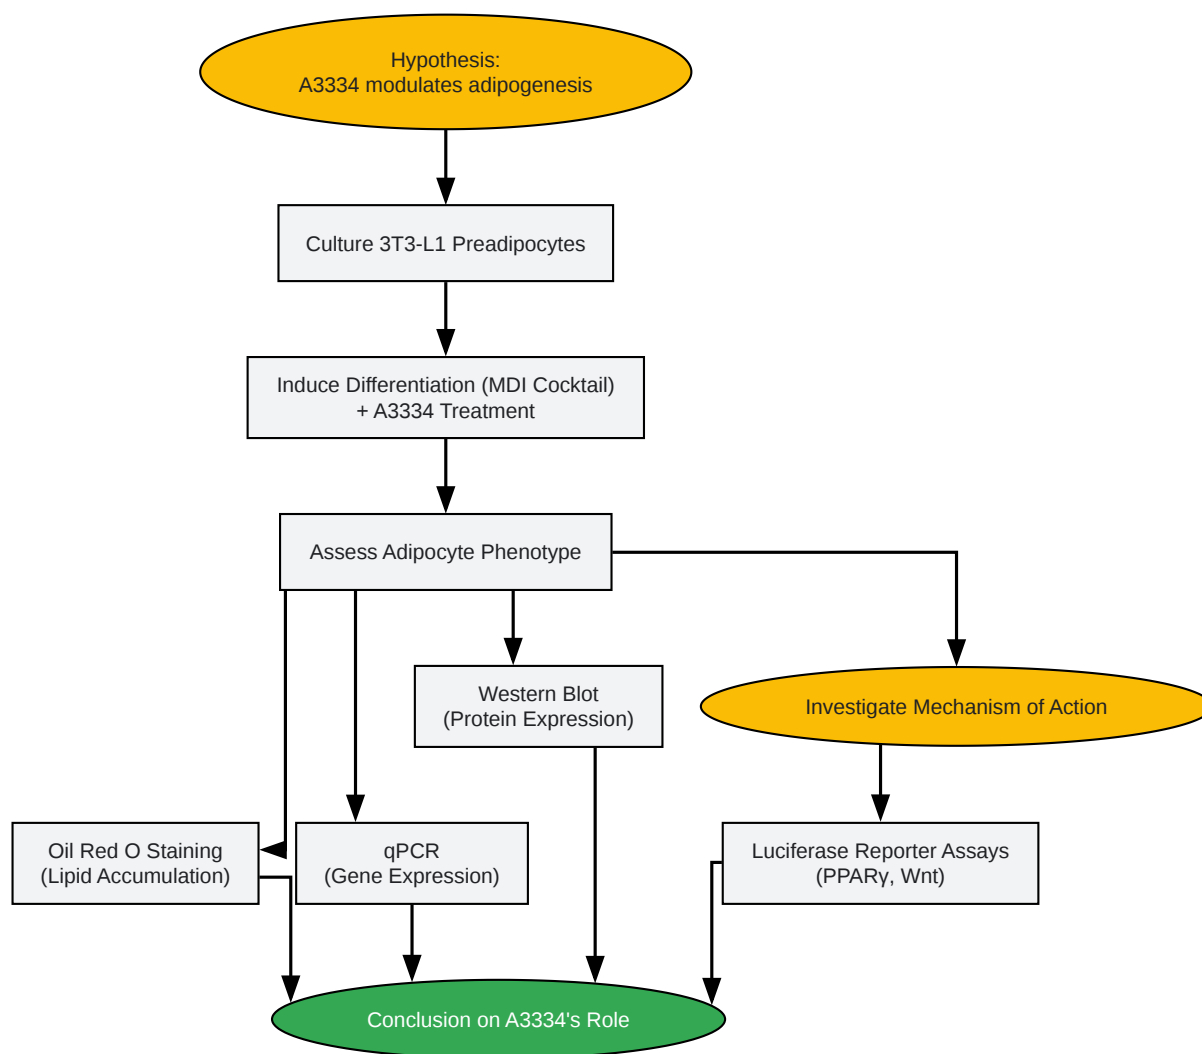 Hypothesis:
A3334 modulates adipogenesis
Culture 3T3-L1 Preadipocytes
Induce Differentiation (MDI Cocktail)
+ A3334 Treatment
Assess Adipocyte Phenotype
Western Blot
(Protein Expression)
Investigate Mechanism of Action
Oil Red O Staining
(Lipid Accumulation)
qPCR
(Gene Expression)
Luciferase Reporter Assays
(PPARγ, Wnt)
Conclusion on A3334's Role